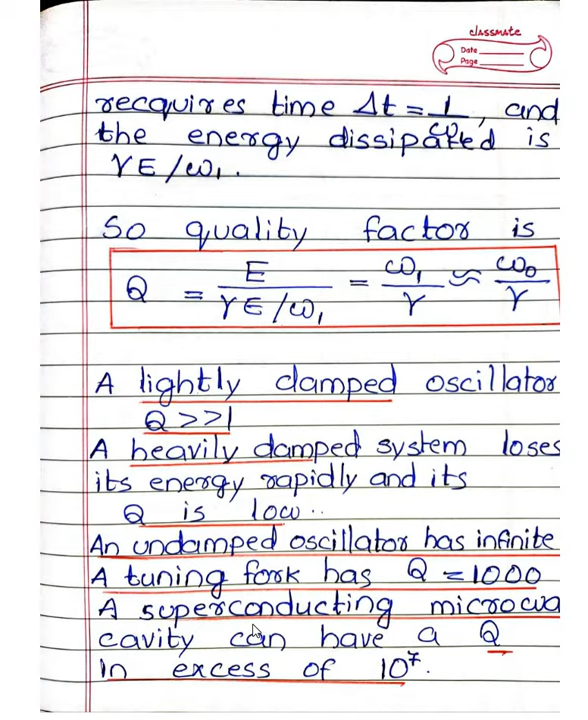 classmate
Date
Page
recquires time Δt = 1/ω₁, and
the energy dissipated is
γE/ω₁.
So quality factor is
Q = E / γE/ω₁ = ω₁/γ ≈ ω₀/γ
A lightly damped oscillator
Q >> 1
A heavily damped system loses
its energy rapidly and its
Q is low..
An undamped oscillator has infinite
A tuning fork has Q = 1000
A superconducting microwa
cavity can have a Q
in excess of 10⁷.